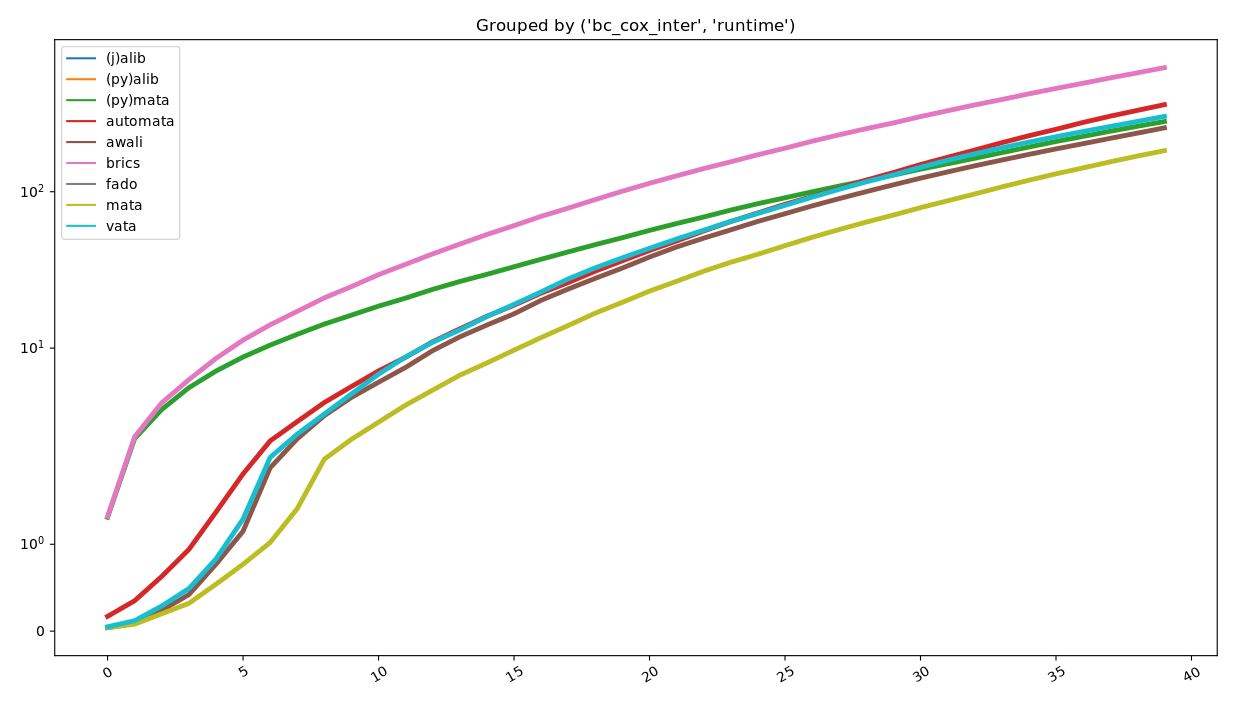 Grouped by ('bc_cox_inter', 'runtime')
(j)alib
(py)alib
(py)mata
automata
awali
brics
fado
mata
vata
10²
10¹
10⁰
0
0
5
10
15
20
25
30
35
40